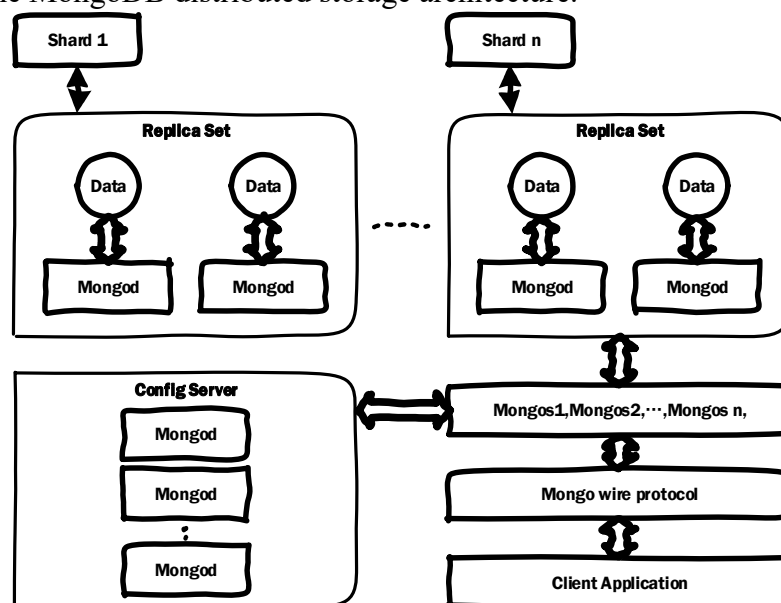 MongoDB distributed storage architecture.
Shard 1
Shard n
Replica Set
Replica Set
Data
Data
Data
Data
Mongod
Mongod
Mongod
Mongod
Config Server
Mongod
Mongod
Mongod
Mongos1,Mongos2,⋯,Mongos n,
Mongo wire protocol
Client Application